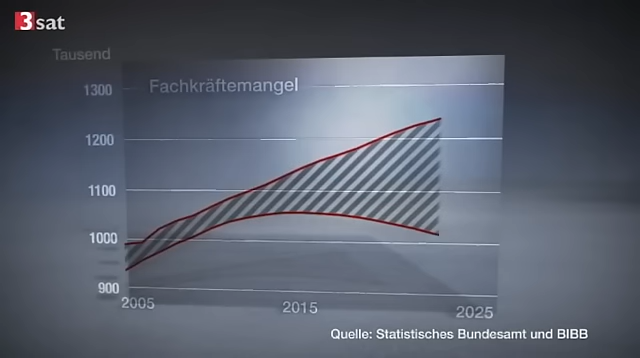 3sat
Tausend
Fachkräftemangel
1300
1200
1100
1000
900
2005
2015
2025
Quelle: Statistisches Bundesamt und BIBB